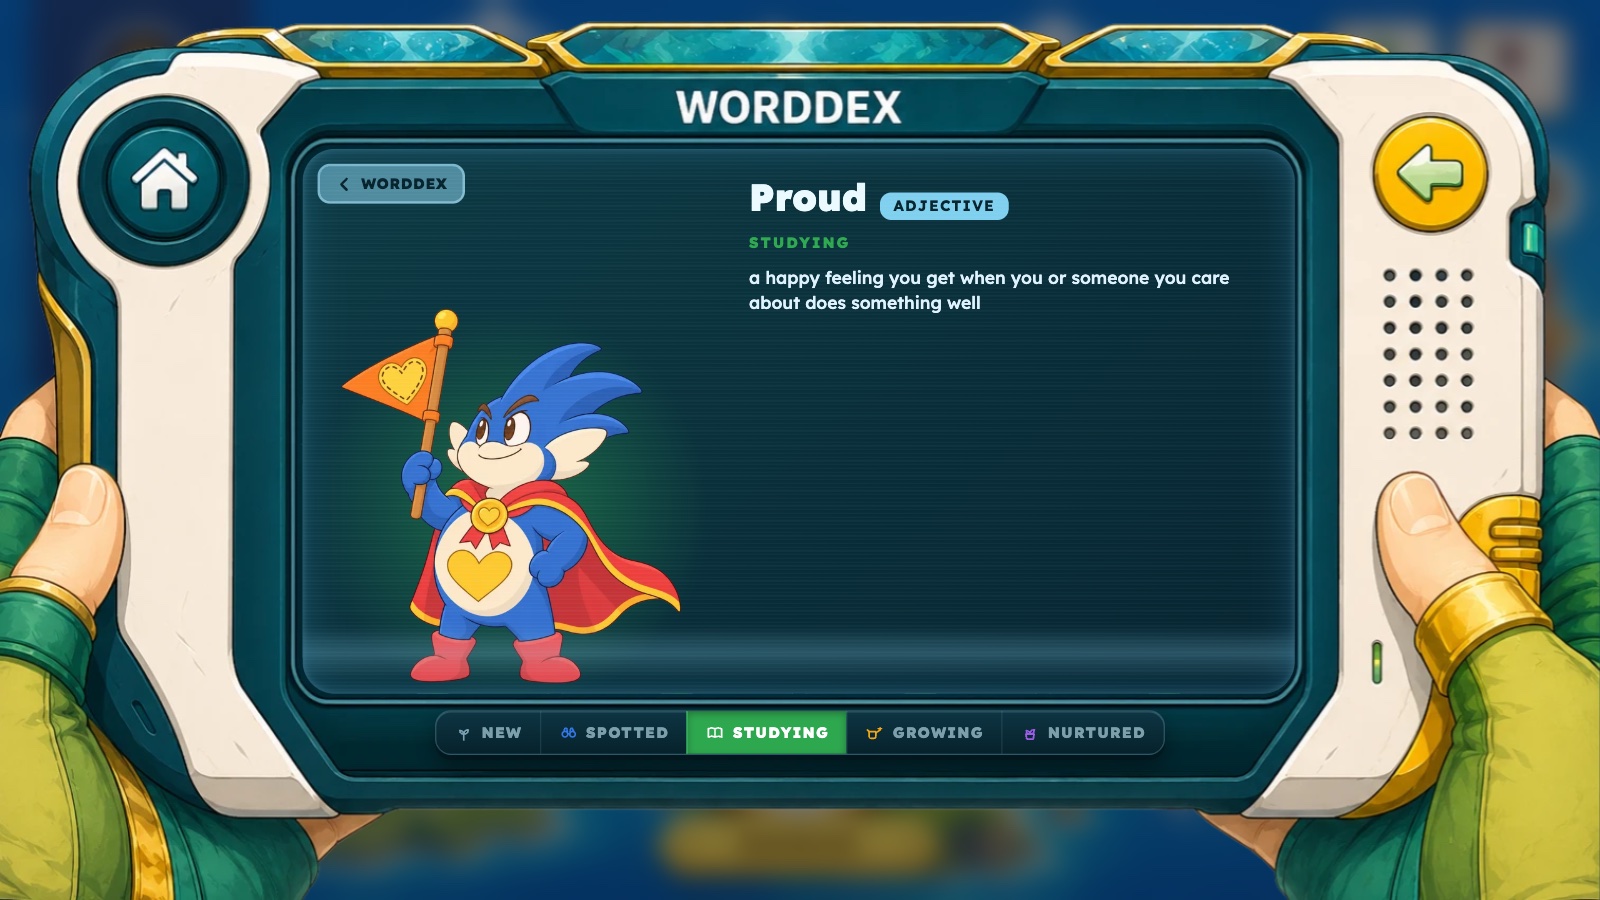 WORDDEX
WORDDEX
Proud ADJECTIVE
STUDYING
a happy feeling you get when you or someone you care
about does something well
NEW SPOTTED STUDYING GROWING NURTURED